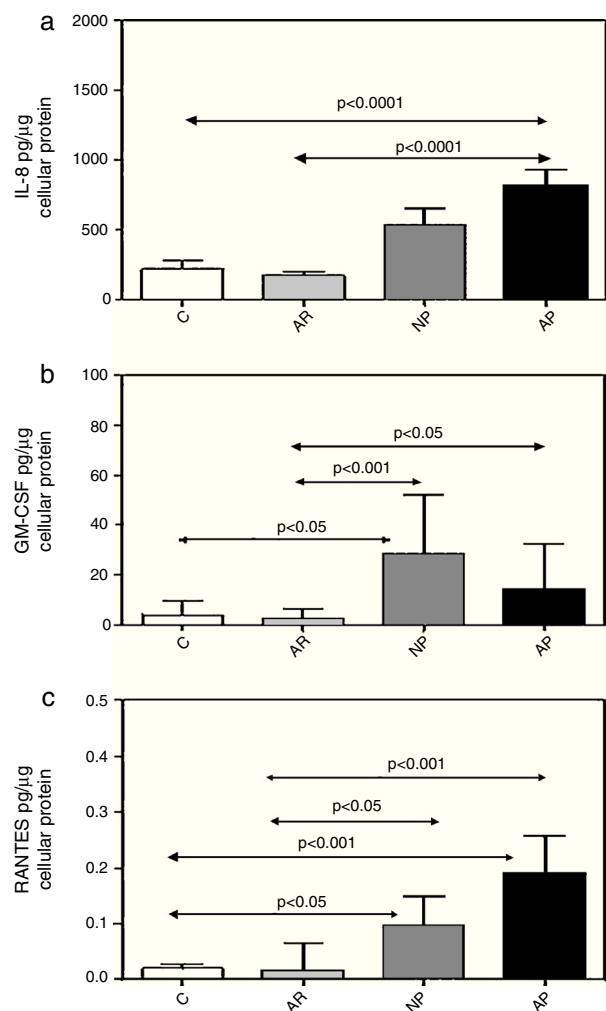 a
2000
1500
1000
500
0
IL-8 pg/µg
cellular protein
p<0.0001
p<0.0001
C
AR
NP
AP
b
100
80
60
40
20
0
GM-CSF pg/µg
cellular protein
p<0.05
p<0.001
p<0.05
C
AR
NP
AP
c
0.5
0.4
0.3
0.2
0.1
0.0
RANTES pg/µg
cellular protein
p<0.001
p<0.05
p<0.001
p<0.05
C
AR
NP
AP